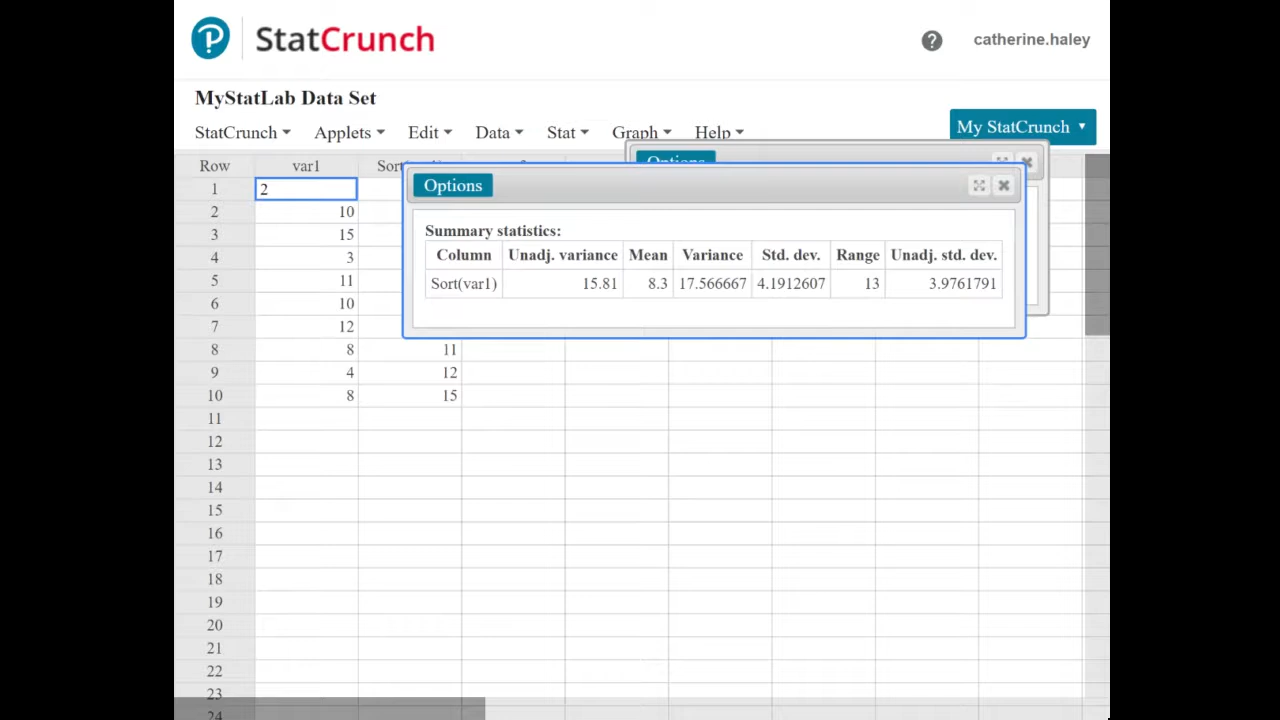 StatCrunch
catherine.haley
MyStatLab Data Set
StatCrunch Applets Edit Data Stat Graph Help My StatCrunch
Row var1
Options
Options
1 2
2 10
3 15
4 3
5 11
6 10
7 12
Summary statistics:
Column Unadj. variance Mean Variance Std. dev. Range Unadj. std. dev.
Sort(var1) 15.81 8.3 17.566667 4.1912607 13 3.9761791
8 8 11
9 4 12
10 8 15
11
12
13
14
15
16
17
18
19
20
21
22
23
24